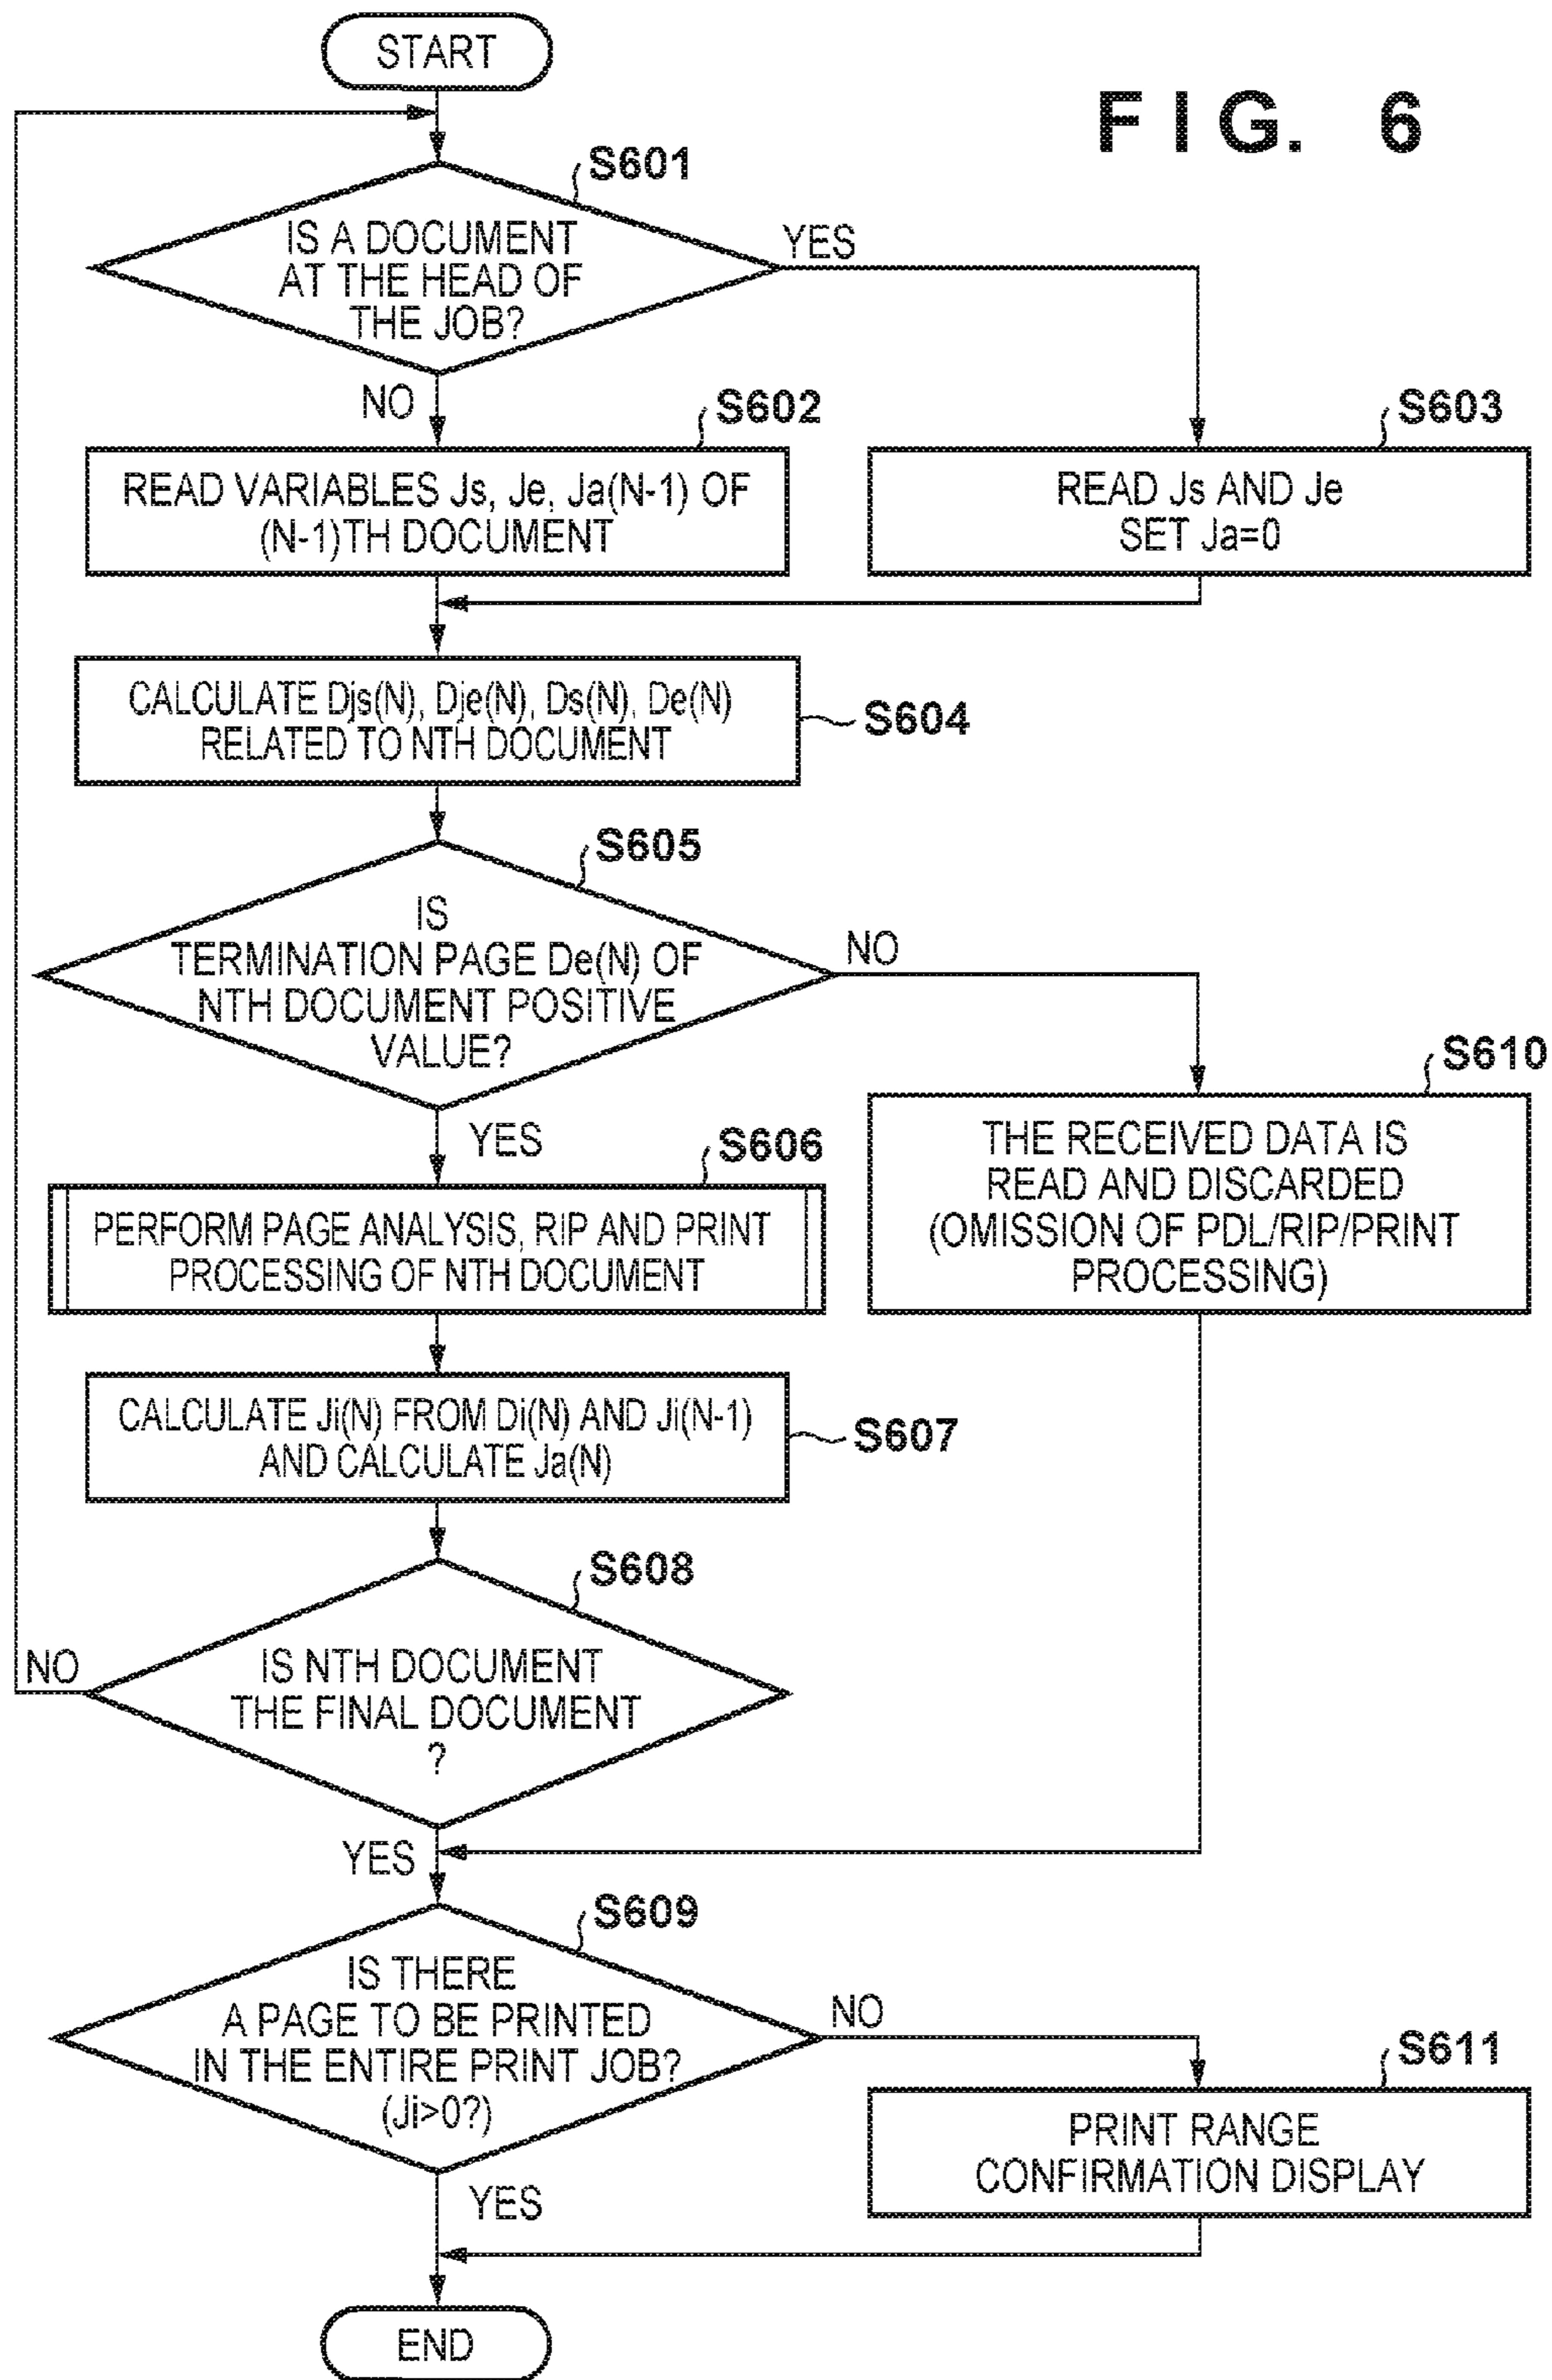 START
FIG. 6
S601
IS A DOCUMENT
AT THE HEAD OF
THE JOB?
YES
NO
S602
READ VARIABLES Js, Je, Ja(N-1) OF
(N-1)TH DOCUMENT
S603
READ Js AND Je
SET Ja=0
CALCULATE Djs(N), Dje(N), Ds(N), De(N)
RELATED TO NTH DOCUMENT
S604
S605
IS
TERMINATION PAGE De(N) OF
NTH DOCUMENT POSITIVE
VALUE?
NO
YES
S610
THE RECEIVED DATA IS
READ AND DISCARDED
(OMISSION OF PDL/RIP/PRINT
PROCESSING)
S606
PERFORM PAGE ANALYSIS, RIP AND PRINT
PROCESSING OF NTH DOCUMENT
CALCULATE Ji(N) FROM Di(N) AND Ji(N-1)
AND CALCULATE Ja(N)
S607
S608
IS NTH DOCUMENT
THE FINAL DOCUMENT
?
NO
YES
S609
IS THERE
A PAGE TO BE PRINTED
IN THE ENTIRE PRINT JOB?
(Ji>0?)
NO
YES
S611
PRINT RANGE
CONFIRMATION DISPLAY
END